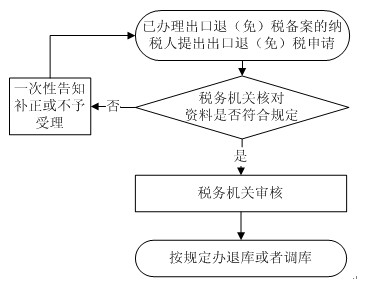 已办理出口退（免）税备案的纳
税人提出出口退（免）税申请
一次性告知
补正或不予
受理
否
税务机关核对
资料是否符合规定
是
税务机关审核
按规定办退库或者调库